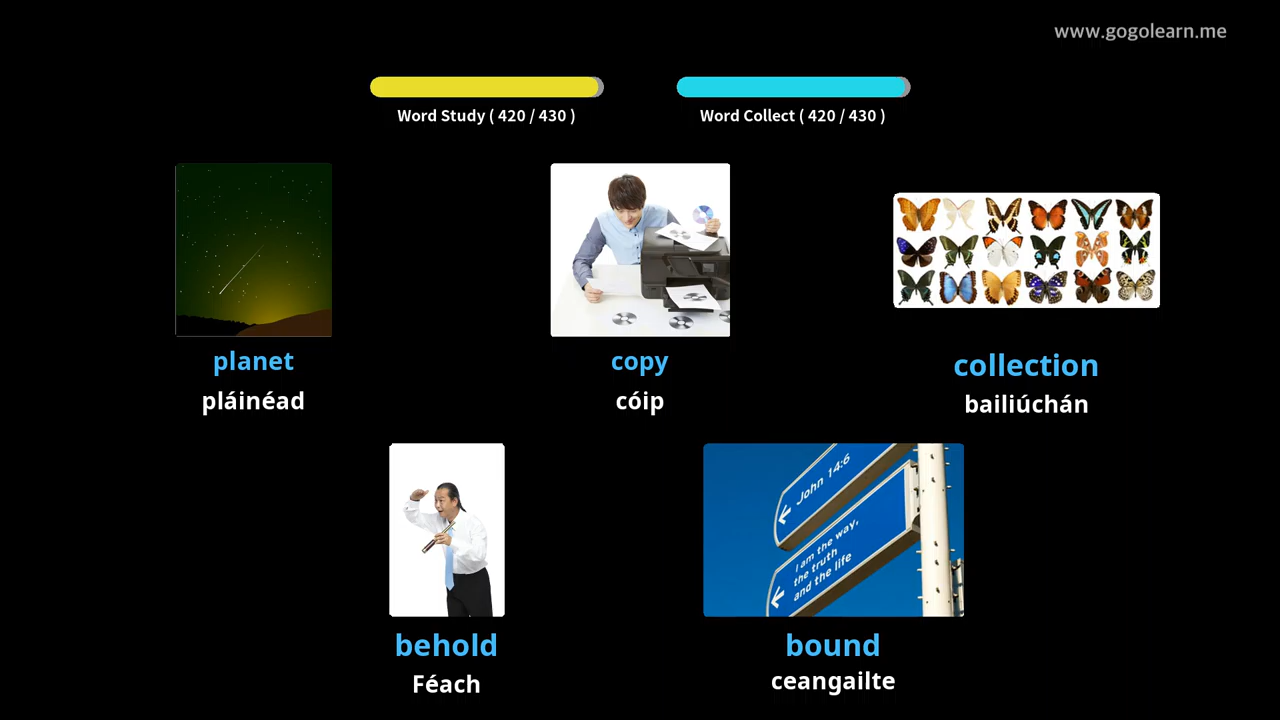 www.gogolearn.me
Word Study ( 420 / 430 )
Word Collect ( 420 / 430 )
planet
pláinéad
copy
cóip
collection
bailiúchán
John 14:6
I am the way,
the truth
and the life
behold
Féach
bound
ceangailte